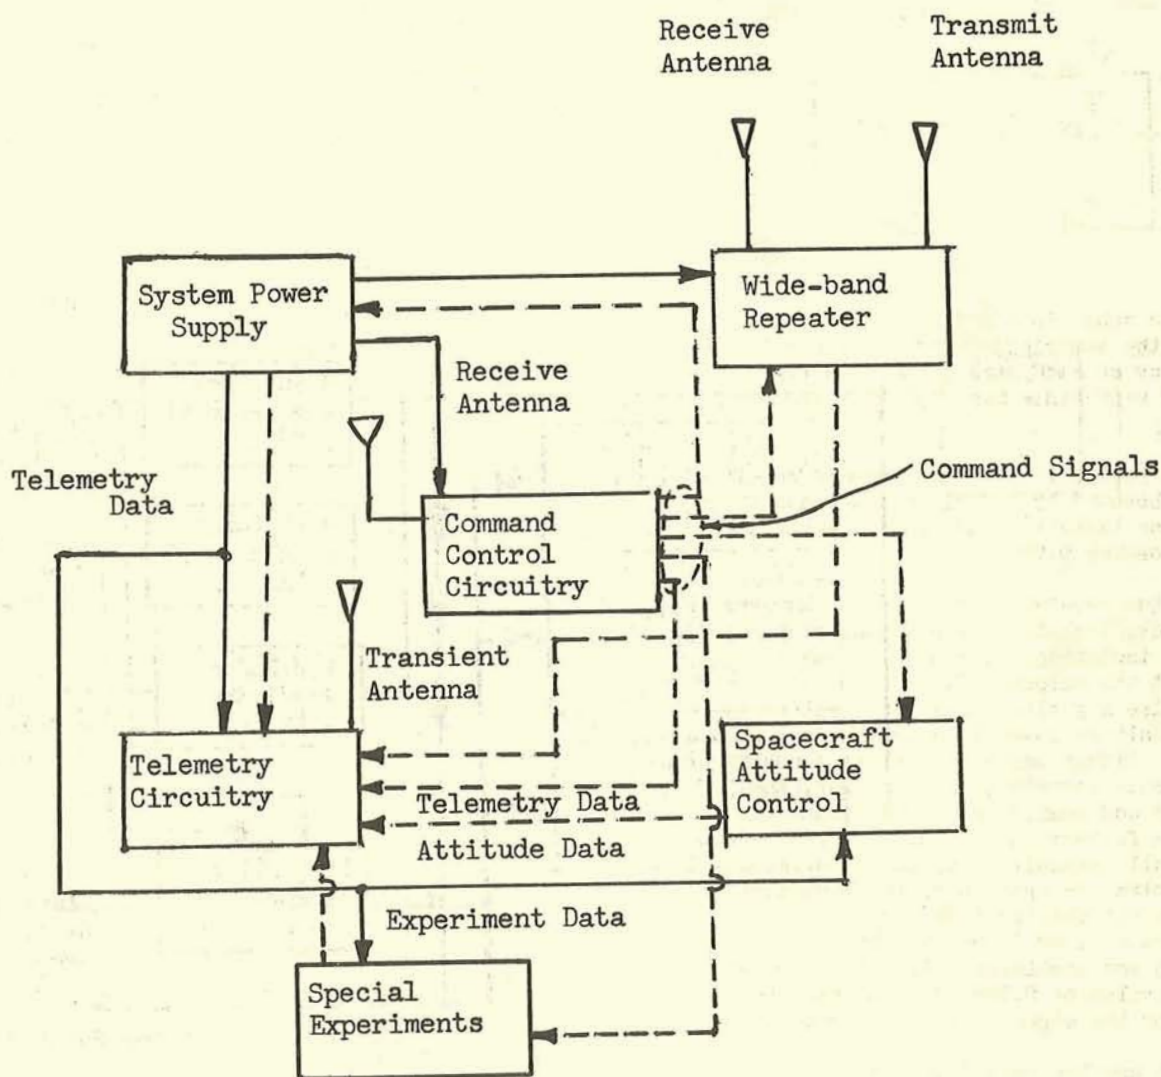 Receive
Antenna
Transmit
Antenna
System Power
Supply
Wide-band
Repeater
Receive
Antenna
Telemetry
Data
Command Signals
Command
Control
Circuitry
Transient
Antenna
Telemetry
Circuitry
Spacecraft
Attitude
Control
Telemetry Data
Attitude Data
Experiment Data
Special
Experiments